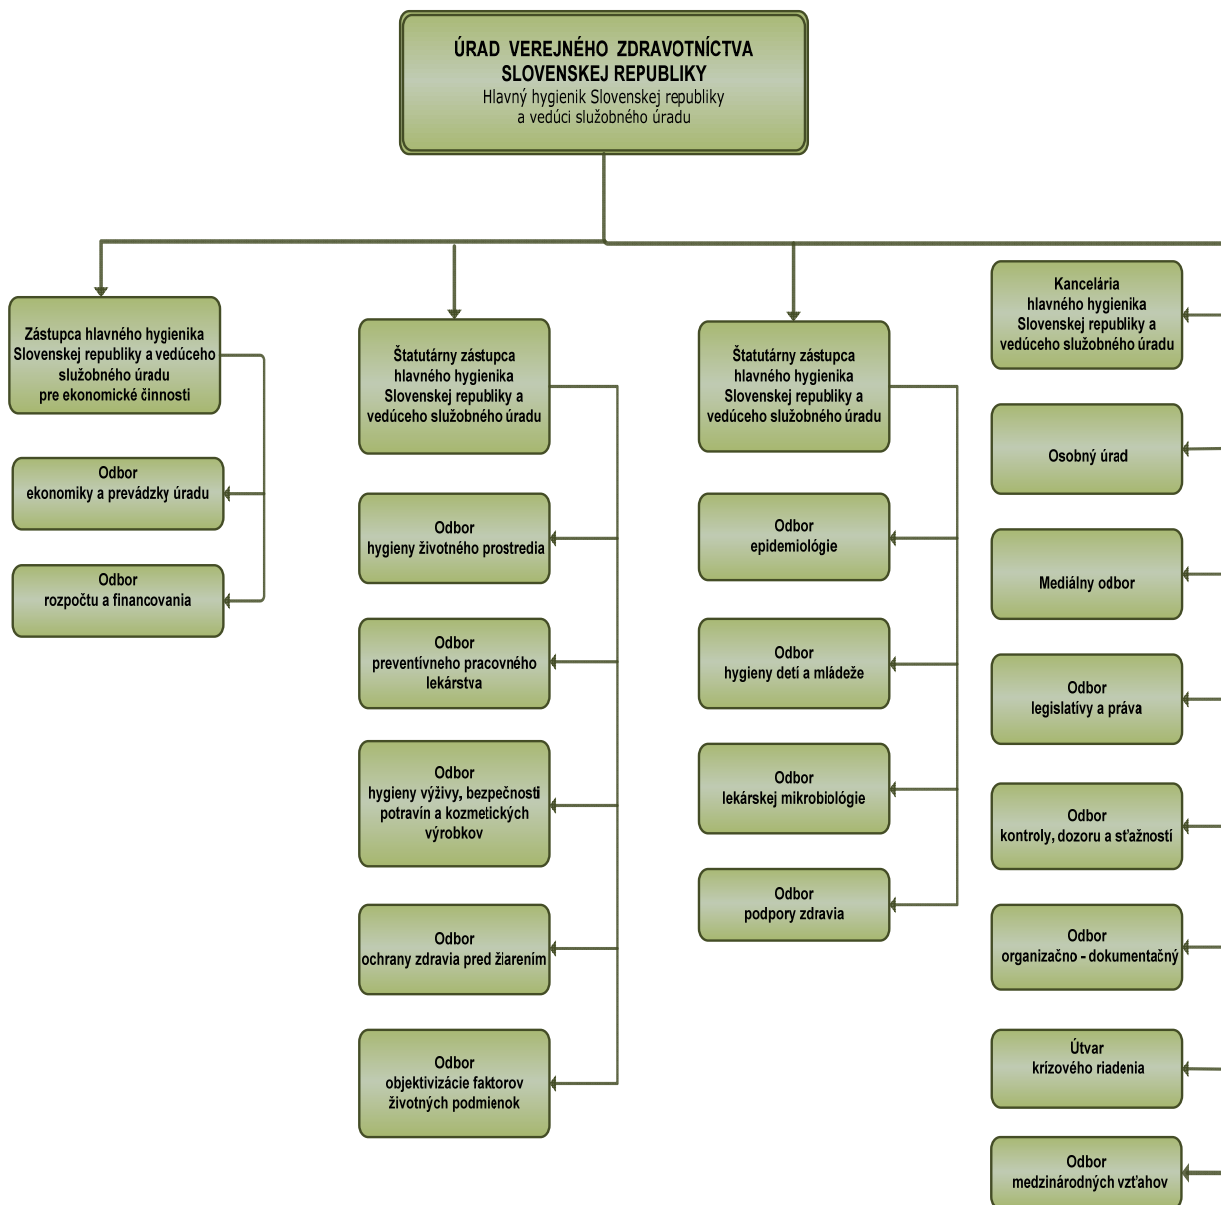 ÚRAD VEREJNÉHO ZDRAVOTNÍCTVA
SLOVENSKEJ REPUBLIKY
Hlavný hygienik Slovenskej republiky
a vedúci služobného úradu
Zástupca hlavného hygienika
Slovenskej republiky a vedúceho
služobného úradu
pre ekonomické činnosti
Odbor
ekonomiky a prevádzky úradu
Odbor
rozpočtu a financovania
Štatutárny zástupca
hlavného hygienika
Slovenskej republiky a
vedúceho služobného úradu
Odbor
hygieny životného prostredia
Odbor
preventívneho pracovného
lekárstva
Odbor
hygieny výživy, bezpečnosti
potravín a kozmetických
výrobkov
Odbor
ochrany zdravia pred žiarením
Odbor
objektivizácie faktorov
životných podmienok
Štatutárny zástupca
hlavného hygienika
Slovenskej republiky a
vedúceho služobného úradu
Odbor
epidemiológie
Odbor
hygieny detí a mládeže
Odbor
lekárskej mikrobiológie
Odbor
podpory zdravia
Kancelária
hlavného hygienika
Slovenskej republiky a
vedúceho služobného úradu
Osobný úrad
Mediálny odbor
Odbor
legislatívy a práva
Odbor
kontroly, dozoru a sťažností
Odbor
organizačno - dokumentačný
Útvar
krízového riadenia
Odbor
medzinárodných vzťahov